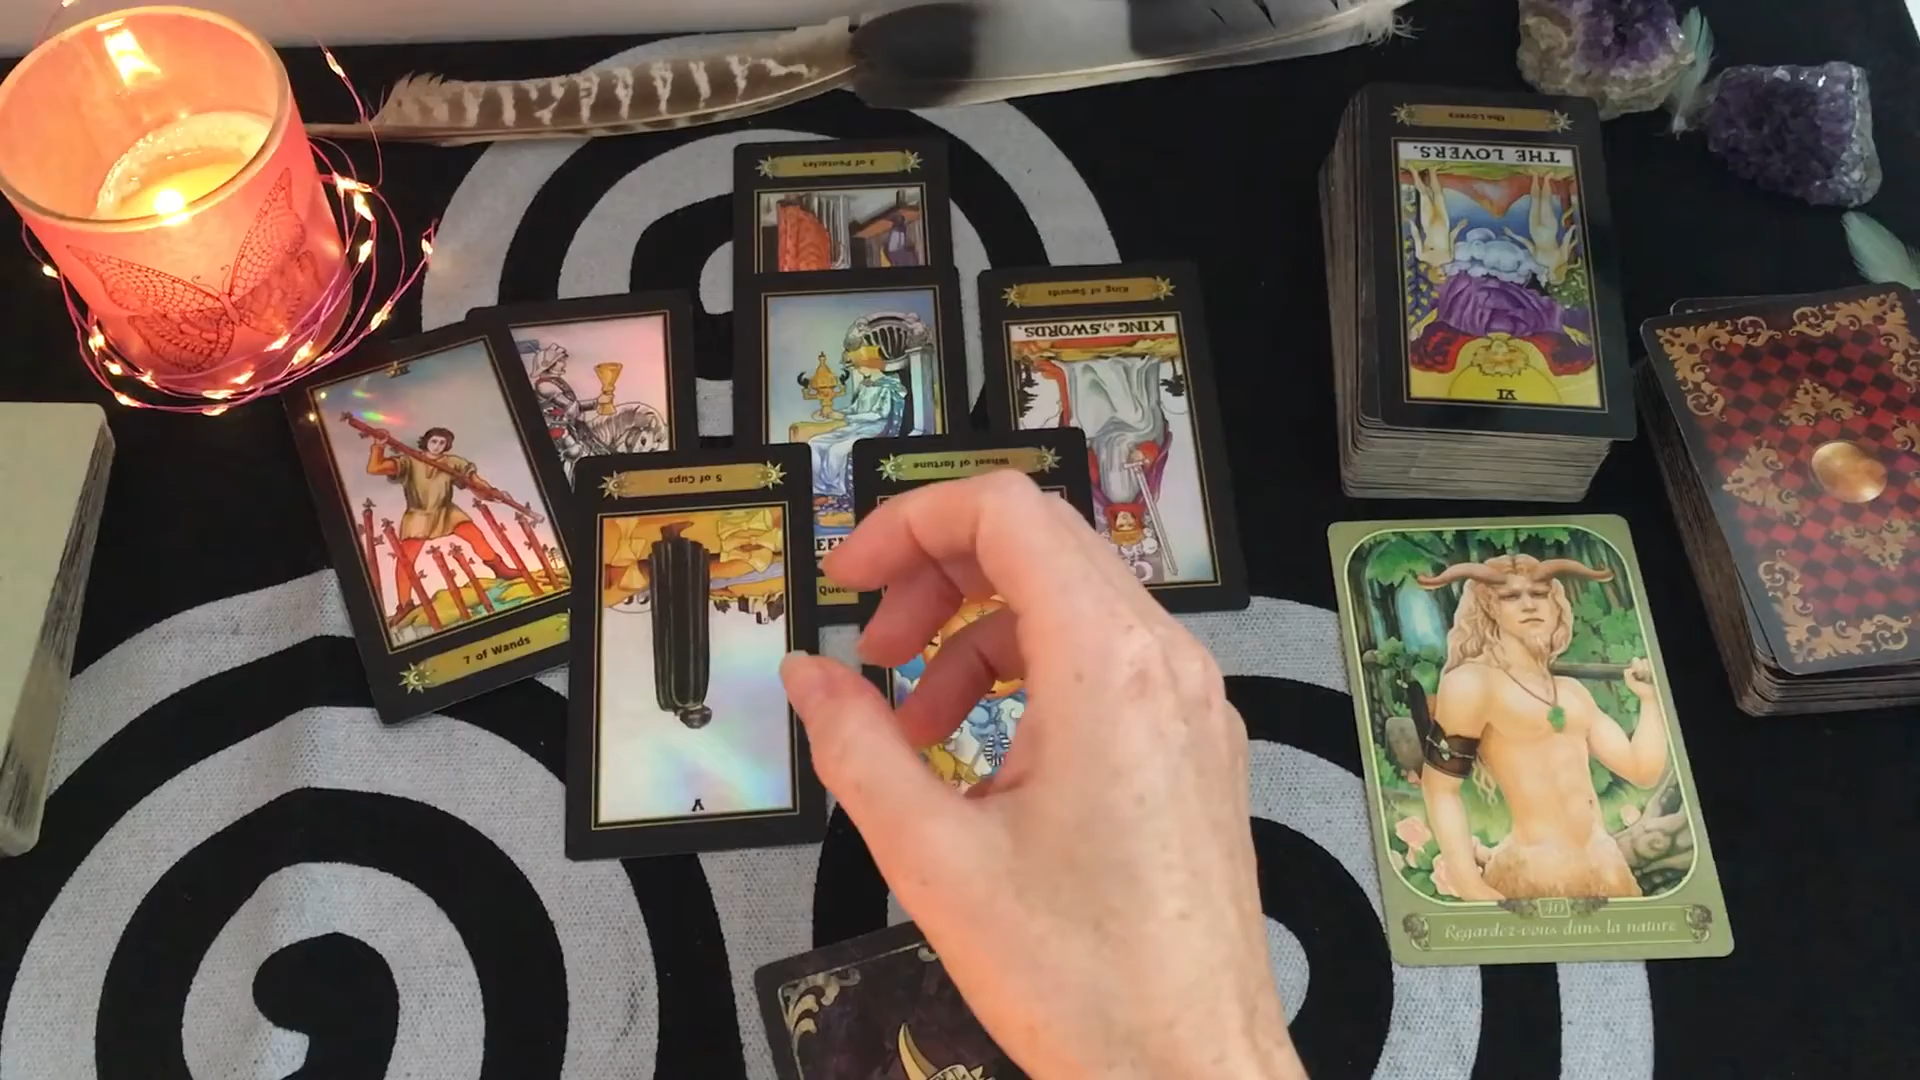 3 of Pentacles
The Lovers
THE LOVERS.
VI
King of Swords
KING of SWORDS.
VII
7 of Wands
5 of Cups
V
Wheel of fortune
40
Regardez-vous dans la nature